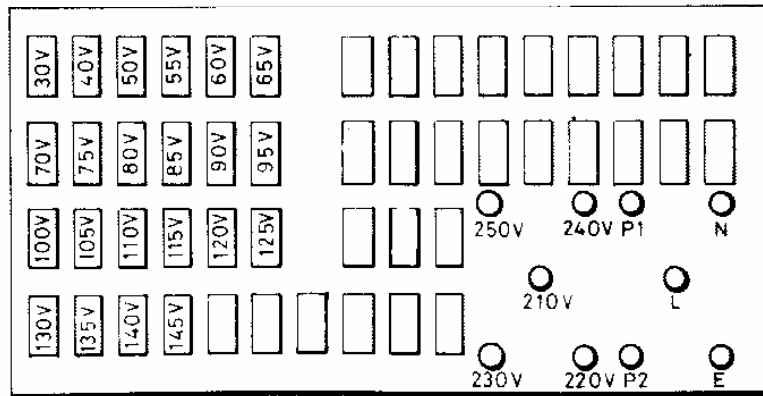 30V 40V 50V 55V 60V 65V
70V 75V 80V 85V 90V 95V
250V 240V P1 N
100V 105V 110V 115V 120V 125V
210V L
130V 135V 140V 145V
230V 220V P2 E